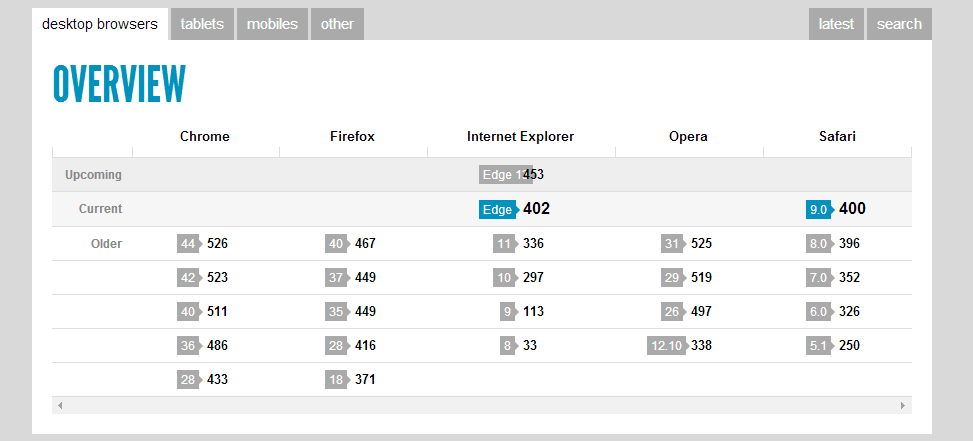 desktop browsers tablets mobiles other latest search
OVERVIEW
Chrome Firefox Internet Explorer Opera Safari
Upcoming Edge 453
Current Edge 402 9.0 400
Older 44 526 40 467 11 336 31 525 8.0 396
42 523 37 449 10 297 29 519 7.0 352
40 511 35 449 9 113 26 497 6.0 326
36 486 28 416 8 33 12.10 338 5.1 250
28 433 18 371